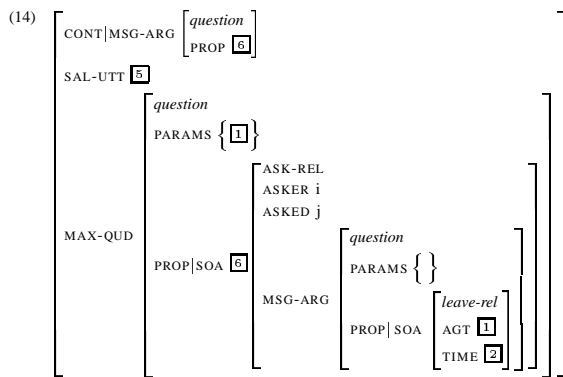 (14)
CONT|MSG-ARG
question
PROP 6
SAL-UTT 5
MAX-QUD
question
PARAMS { 1 }
PROP|SOA 6
ASK-REL
ASKER i
ASKED j
MSG-ARG
question
PARAMS { }
PROP| SOA
leave-rel
AGT 1
TIME 2